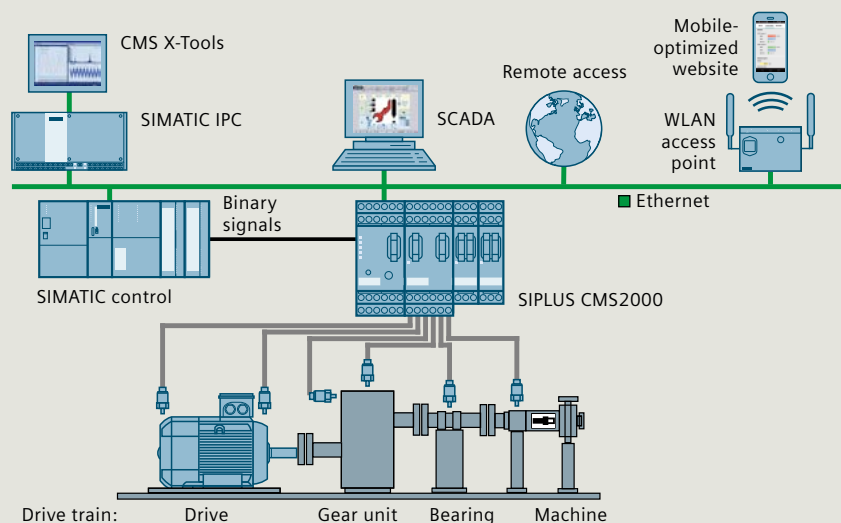 CMS X-Tools
SIMATIC IPC
SCADA
Remote access
Mobile-
optimized
website
WLAN
access
point
Binary
signals
Ethernet
SIMATIC control
SIPLUS CMS2000
Drive train: Drive Gear unit Bearing Machine